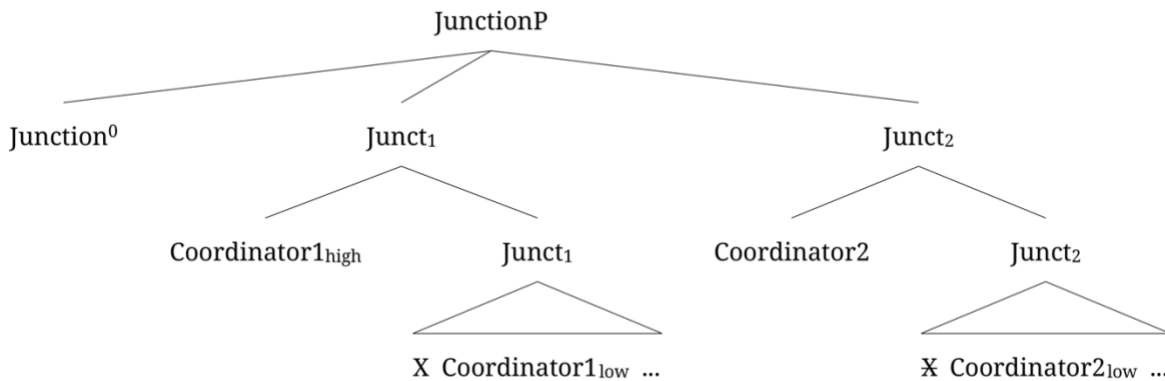 JunctionP
Junction⁰ Junct₁ Junct₂
Coordinator1high Junct₁ Coordinator2 Junct₂
X Coordinator1low ... X̶ Coordinator2low ...